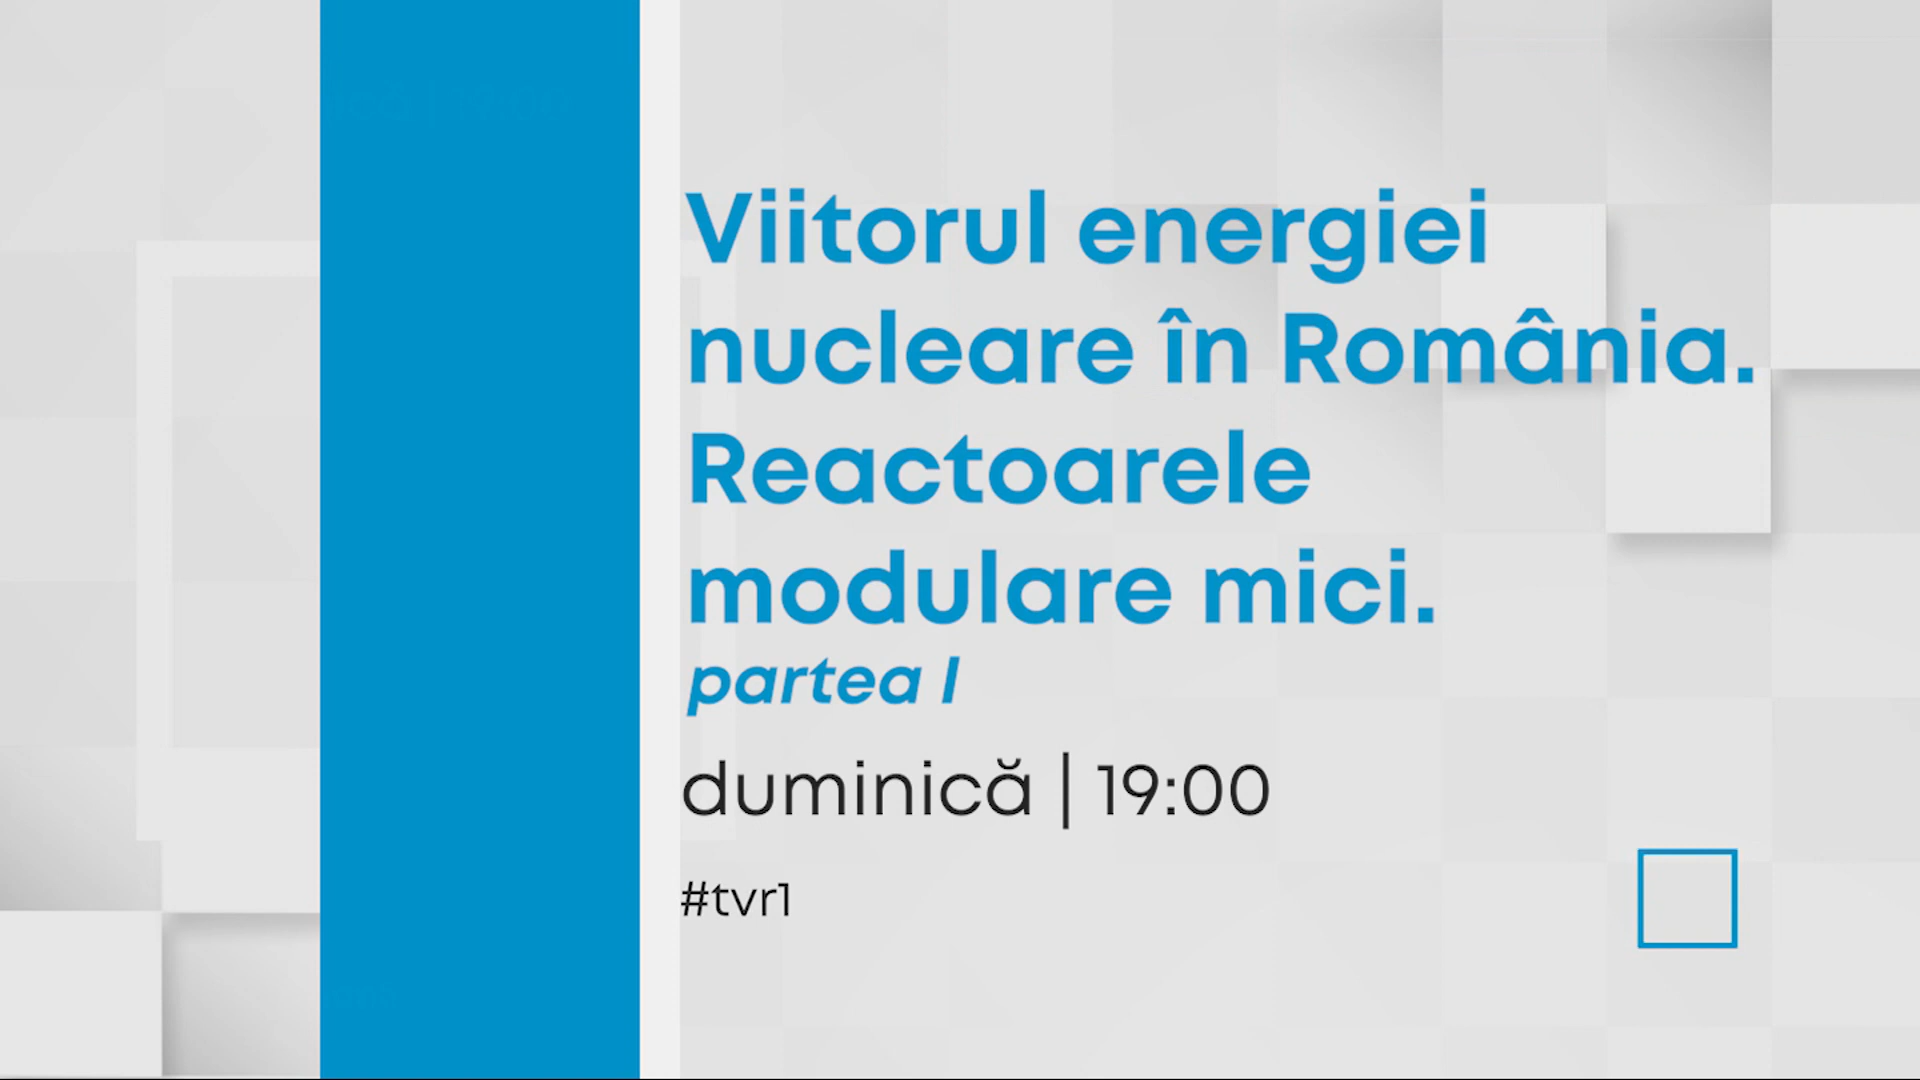 Viitorul energiei
nucleare în România.
Reactoarele
modulare mici.
partea I
duminică | 19:00
#tvr1